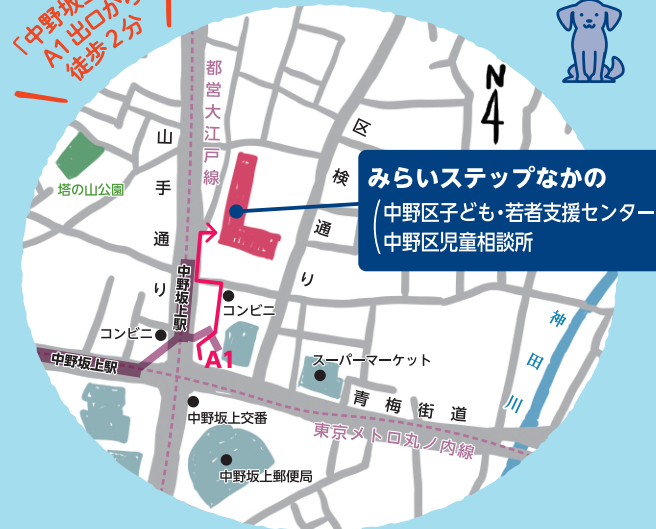 「中野坂上
A1出口から
徒歩2分
N
都営大江戸線
山手通り
区検通り
塔の山公園
みらいステップなかの
(中野区子ども・若者支援センター
中野区児童相談所
中野坂上駅
コンビニ
コンビニ
神田川
中野坂上駅
A1
スーパーマーケット
青梅街道
中野坂上交番
東京メトロ丸ノ内線
中野坂上郵便局